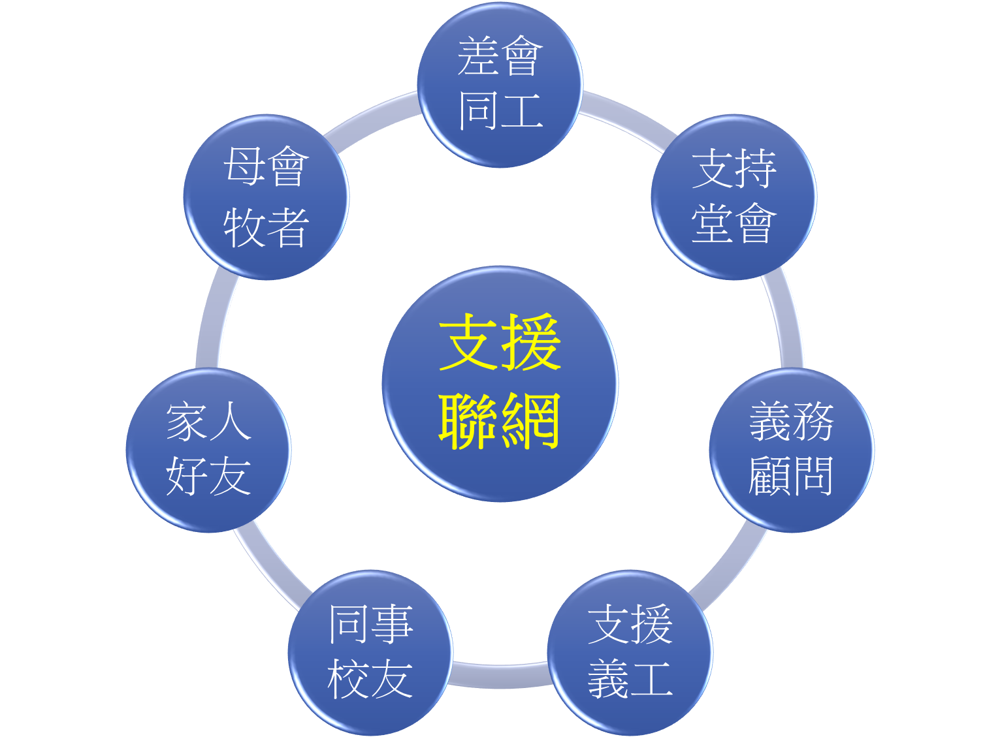 差會
同工
支持
堂會
義務
顧問
支援
義工
同事
校友
家人
好友
母會
牧者
支援
聯網